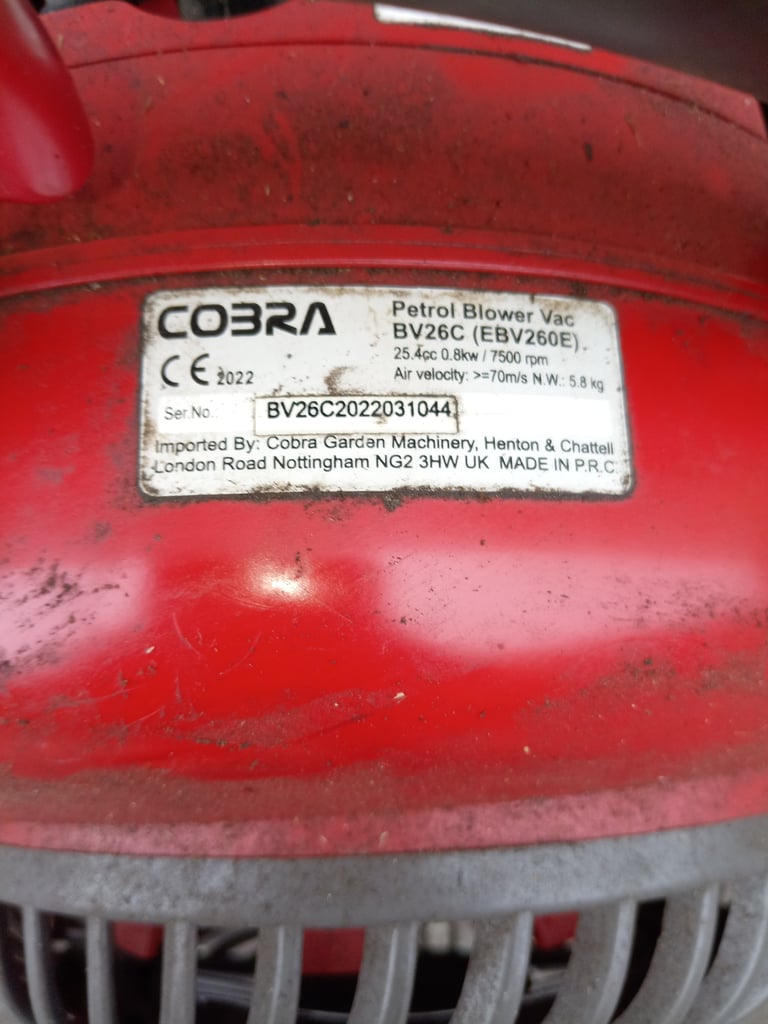 COBRA
Petrol Blower Vac
BV26C (EBV260E)
25.4cc 0.8kw / 7500 rpm
CE 2022
Air velocity: >=70m/s N.W.: 5.8 kg
Ser.No.: BV26C2022031044
Imported By: Cobra Garden Machinery, Henton & Chattell
London Road Nottingham NG2 3HW UK MADE IN P.R.C